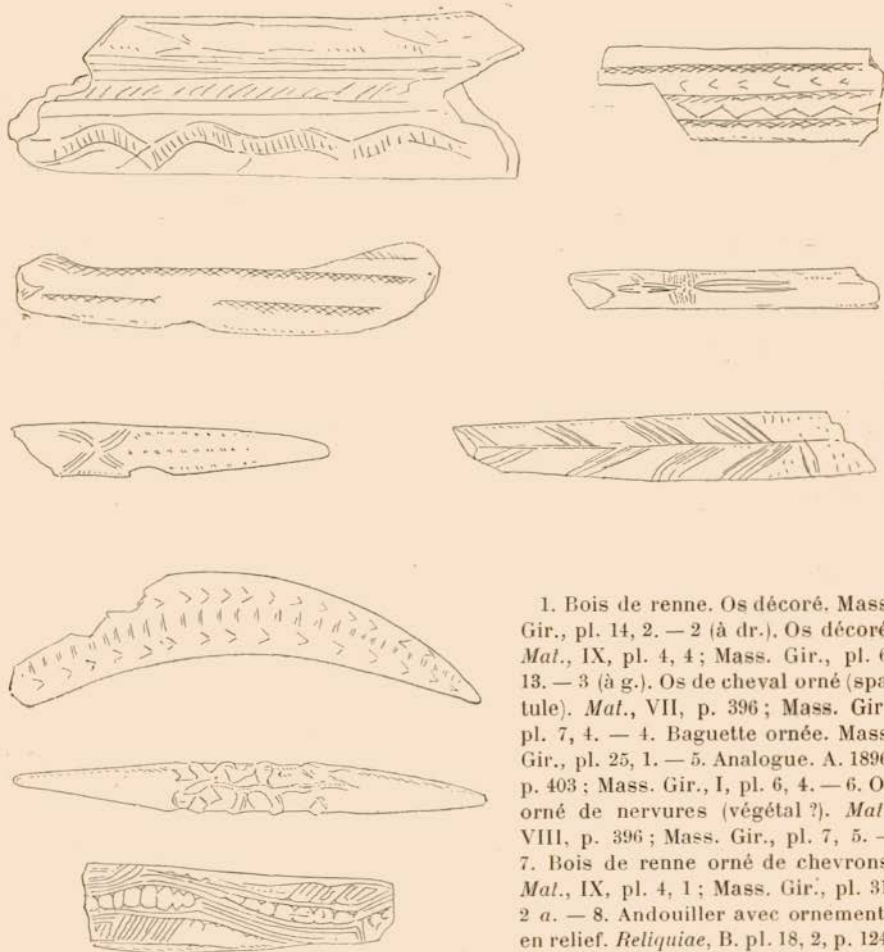 1. Bois de renne. Os décoré. Mass
Gir., pl. 14, 2. — 2 (à dr.). Os décoré
Mat., IX, pl. 4, 4 ; Mass. Gir., pl. 6
13. — 3 (à g.). Os de cheval orné (spa
tule). Mat., VII, p. 396 ; Mass. Gir
pl. 7, 4. — 4. Baguette ornée. Mass
Gir., pl. 25, 1. — 5. Analogue. A. 1896
p. 403 ; Mass. Gir., I, pl. 6, 4. — 6. O
orné de nervures (végétal ?). Mat
VIII, p. 396 ; Mass. Gir., pl. 7, 5. –
7. Bois de renne orné de chevrons
Mat., IX, pl. 4, 1 ; Mass. Gir., pl. 31
2 a. — 8. Andouiller avec ornement
en relief. Reliquiae, B. pl. 18, 2, p. 124